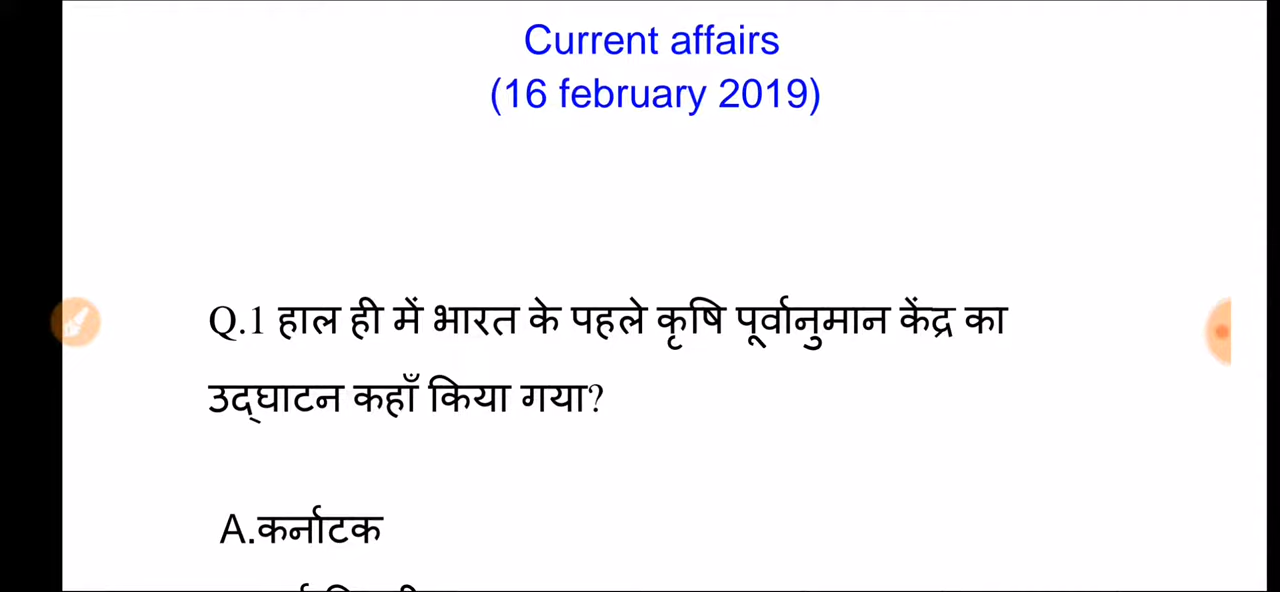 Current affairs
(16 february 2019)
Q.1 हाल ही में भारत के पहले कृषि पूर्वानुमान केंद्र का
उद्घाटन कहाँ किया गया?
A.कर्नाटक